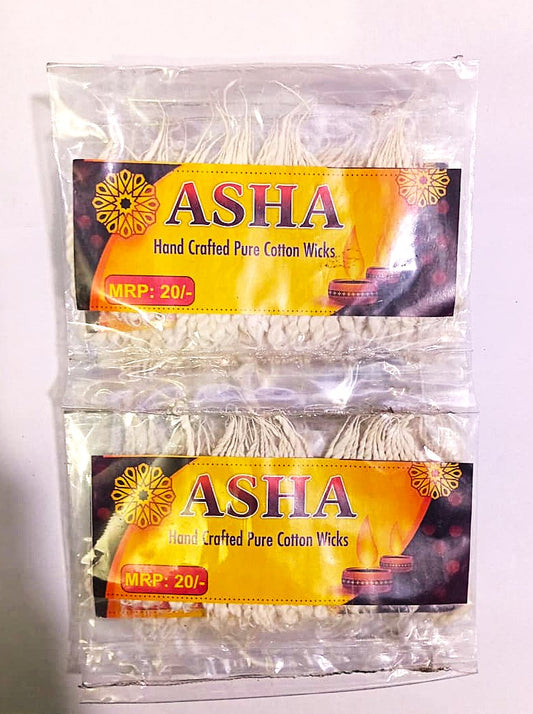 ASHA
Hand Crafted Pure Cotton Wicks
MRP: 20/-
ASHA
Hand Crafted Pure Cotton Wicks
MRP: 20/-